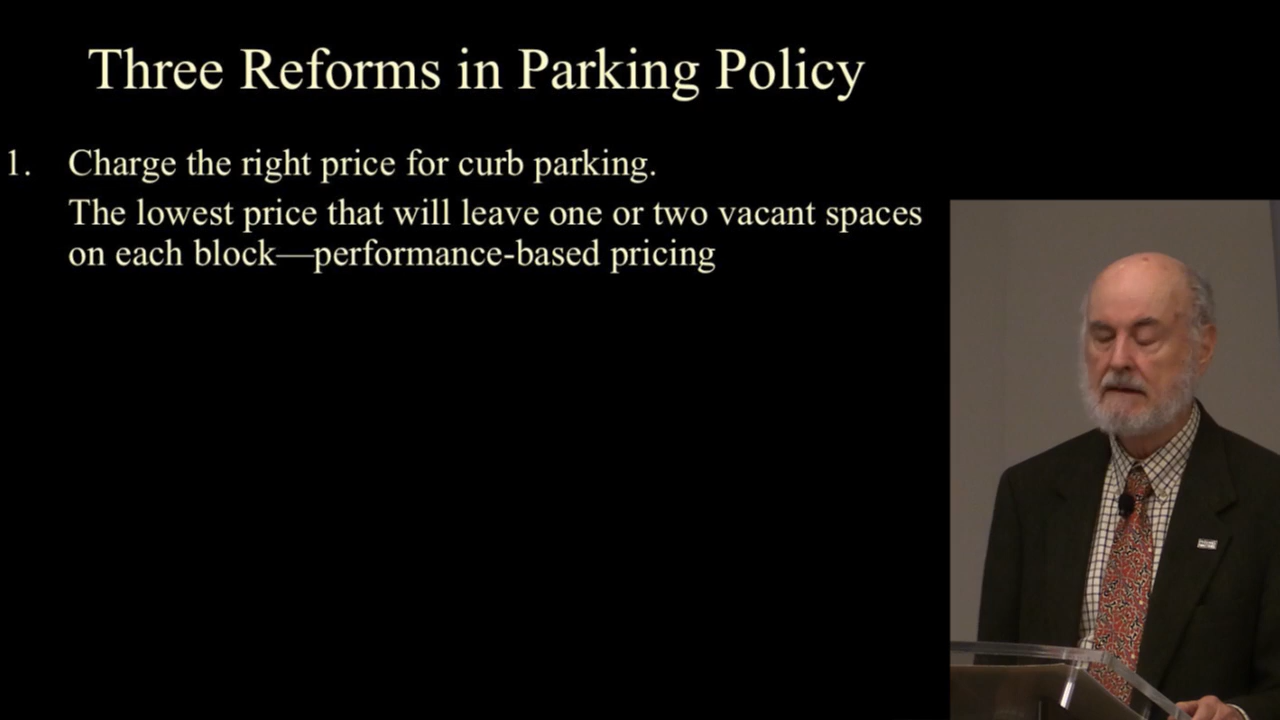 Three Reforms in Parking Policy
1. Charge the right price for curb parking.
The lowest price that will leave one or two vacant spaces
on each block—performance-based pricing